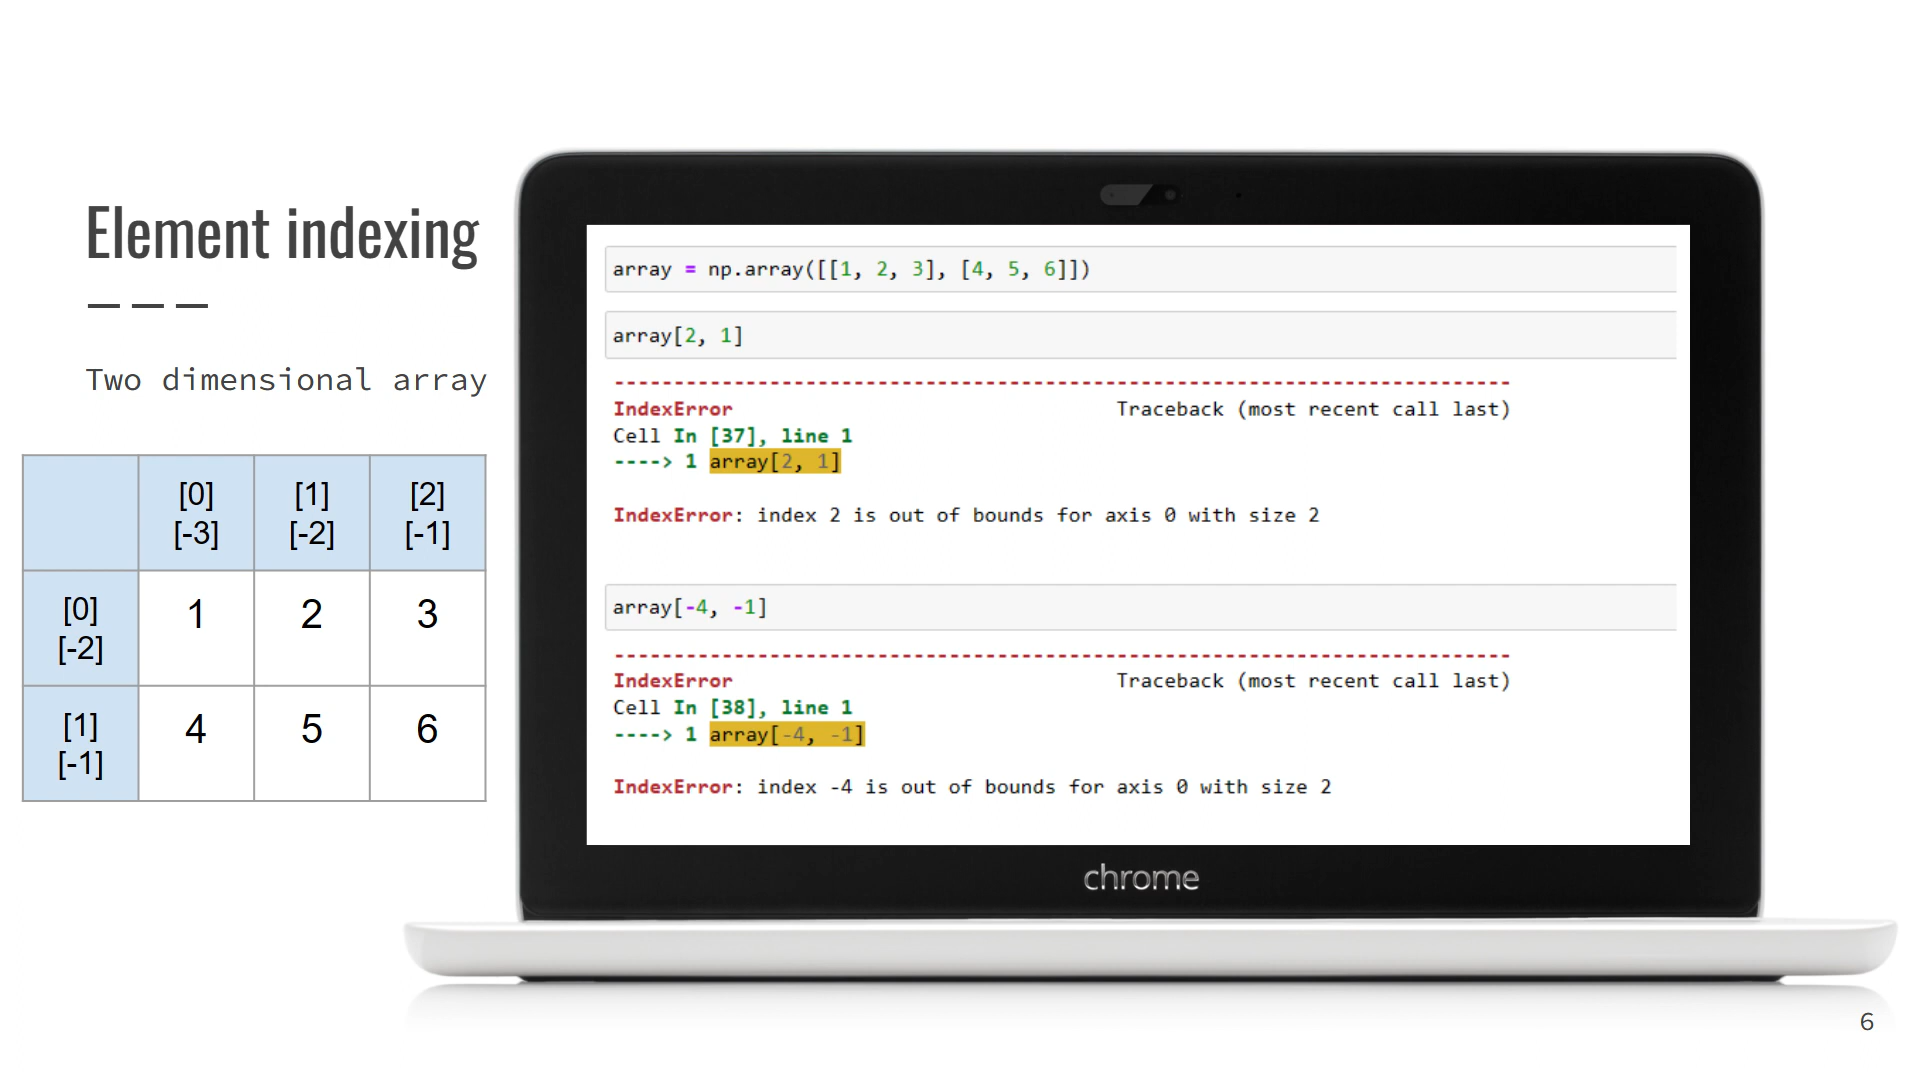 Element indexing
Two dimensional array
[0] [1] [2]
[-3] [-2] [-1]
[0]
[-2]
1 2 3
[1]
[-1]
4 5 6
array = np.array([[1, 2, 3], [4, 5, 6]])
array[2, 1]
---------------------------------------------------------------------------
IndexError Traceback (most recent call last)
Cell In [37], line 1
----> 1 array[2, 1]
IndexError: index 2 is out of bounds for axis 0 with size 2
array[-4, -1]
---------------------------------------------------------------------------
IndexError Traceback (most recent call last)
Cell In [38], line 1
----> 1 array[-4, -1]
IndexError: index -4 is out of bounds for axis 0 with size 2
chrome
6